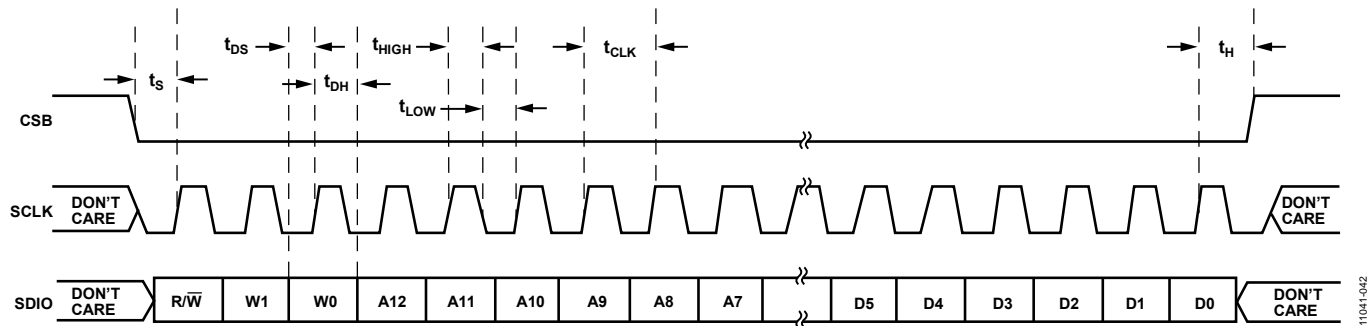 tDS
tHIGH
tCLK
tH
tS
tDH
tLOW
CSB
SCLK
DON'T
CARE
DON'T
CARE
SDIO
DON'T
CARE
R/W̅
W1
W0
A12
A11
A10
A9
A8
A7
D5
D4
D3
D2
D1
D0
DON'T
CARE
11041-042